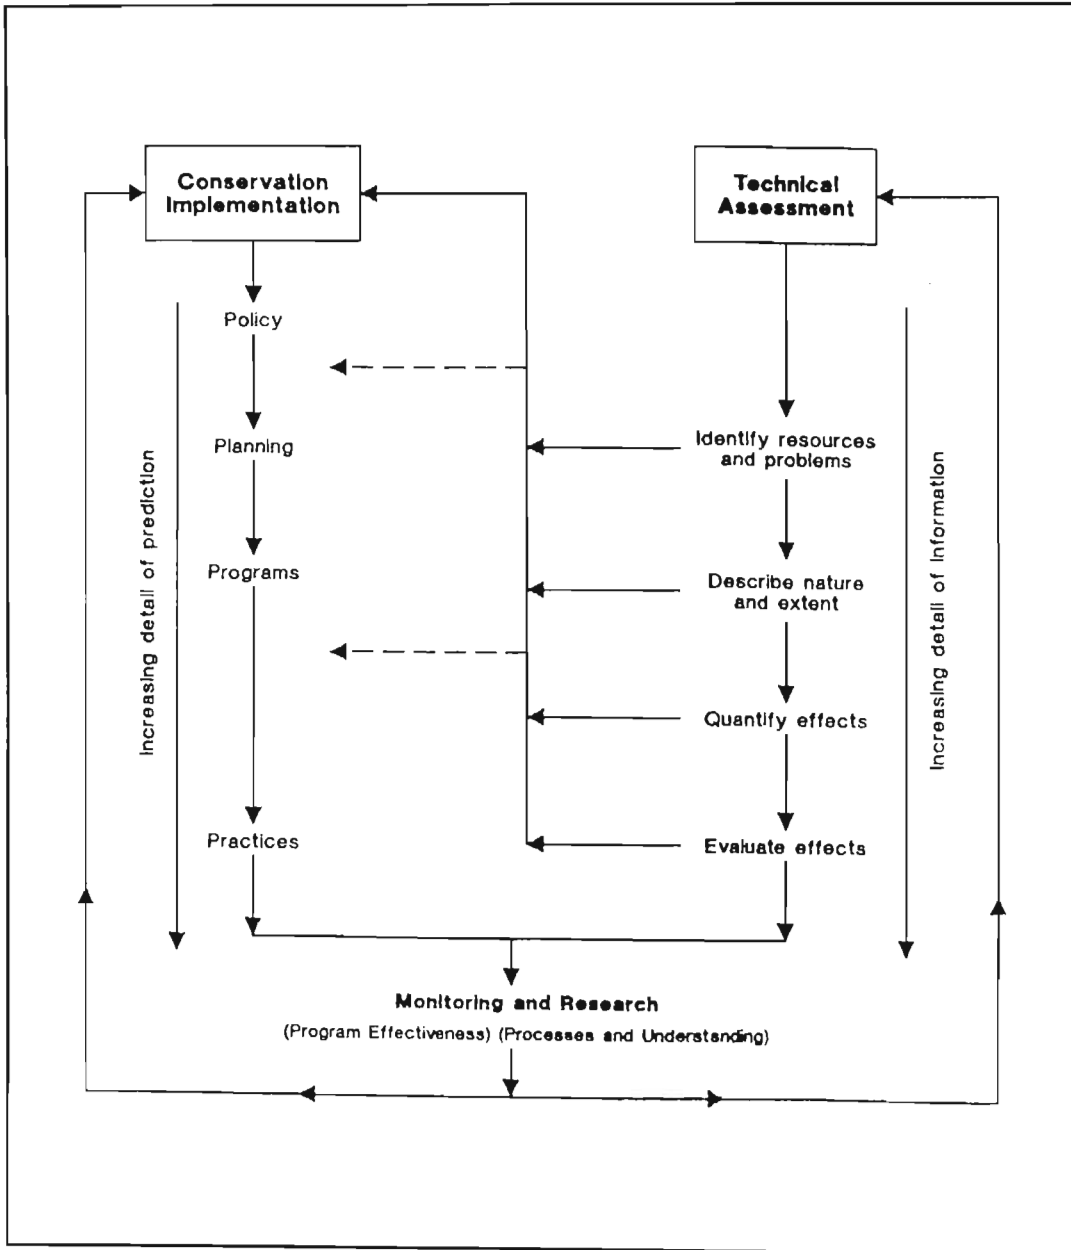 Conservation
Implementation
Technical
Assessment
Policy
Planning
Programs
Practices
Increasing detail of prediction
Identify resources
and problems
Describe nature
and extent
Quantify effects
Evaluate effects
Increasing detail of information
Monitoring and Research
(Program Effectiveness) (Processes and Understanding)